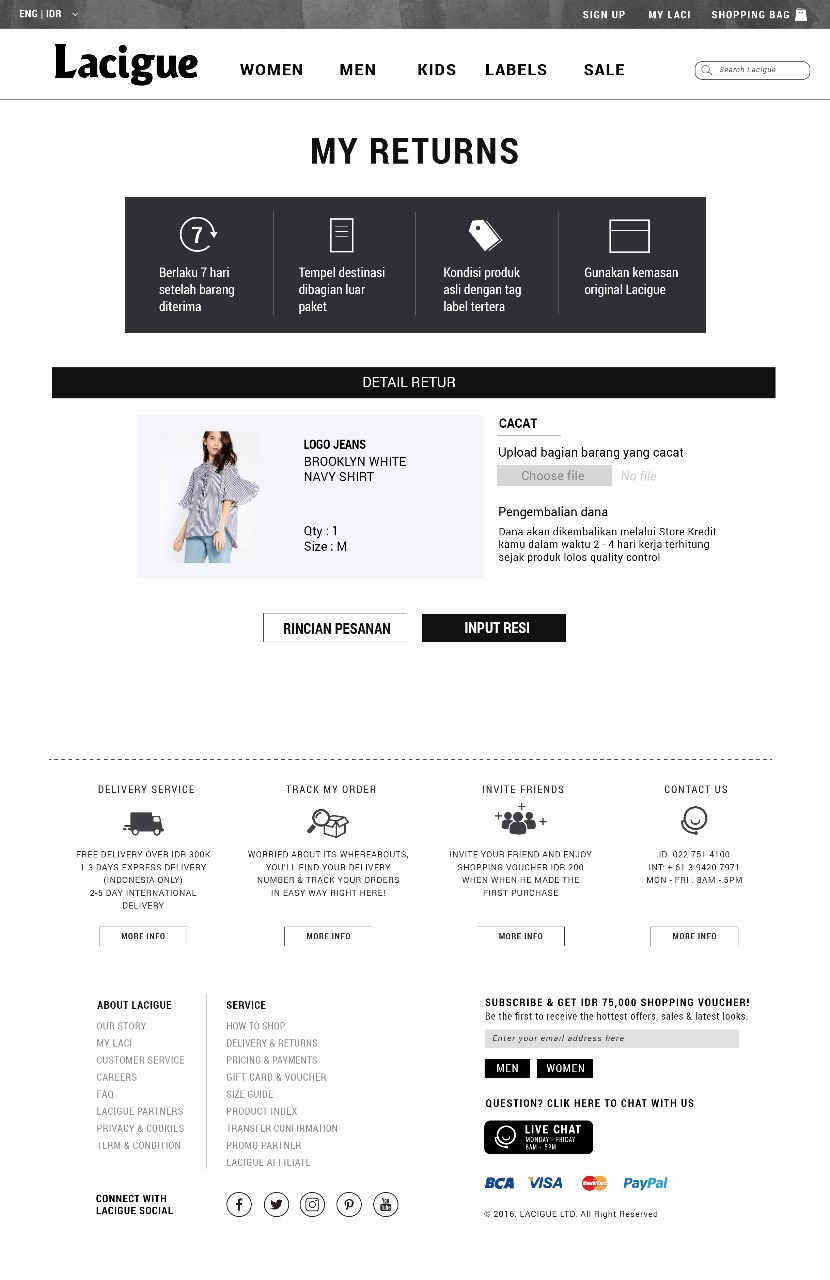 ENG | IDR
SIGN UP
MY LACI
SHOPPING BAG
Lacigue
WOMEN
MEN
KIDS
LABELS
SALE
Search Lacigue
MY RETURNS
7
Berlaku 7 hari
setelah barang
diterima
Tempel destinasi
dibagian luar
paket
Kondisi produk
asli dengan tag
label tertera
Gunakan kemasan
original Lacigue
DETAIL RETUR
LOGO JEANS
BROOKLYN WHITE
NAVY SHIRT
Qty : 1
Size : M
CACAT
Upload bagian barang yang cacat
Choose file
No file
Pengembalian dana
Dana akan dikembalikan melalui Store Kredit
kamu dalam waktu 2 - 4 hari kerja terhitung
sejak produk lolos quality control
RINCIAN PESANAN
INPUT RESI
DELIVERY SERVICE
FREE DELIVERY OVER IDR 300K
1-3 DAYS EXPRESS DELIVERY
(INDONESIA ONLY)
2-5 DAY INTERNATIONAL
DELIVERY
MORE INFO
TRACK MY ORDER
WORRIED ABOUT ITS WHEREABOUTS,
YOU'LL FIND YOUR DELIVERY
NUMBER & TRACK YOUR ORDERS
IN EASY WAY RIGHT HERE!
MORE INFO
INVITE FRIENDS
INVITE YOUR FRIEND AND ENJOY
SHOPPING VOUCHER IDR 200
WHEN WHEN HE MADE THE
FIRST PURCHASE
MORE INFO
CONTACT US
ID: 022 751 4100
INT: + 61 3 9420 7971
MON - FRI : 8AM - 5PM
MORE INFO
ABOUT LACIGUE
OUR STORY
MY LACI
CUSTOMER SERVICE
CAREERS
FAQ
LACIGUE PARTNERS
PRIVACY & COOKIES
TERM & CONDITION
SERVICE
HOW TO SHOP
DELIVERY & RETURNS
PRICING & PAYMENTS
GIFT CARD & VOUCHER
SIZE GUIDE
PRODUCT INDEX
TRANSFER CONFIRMATION
PROMO PARTNER
LACIGUE AFFILIATE
SUBSCRIBE & GET IDR 75,000 SHOPPING VOUCHER!
Be the first to receive the hottest offers, sales & latest looks.
Enter your email address here
MEN
WOMEN
QUESTION? CLIK HERE TO CHAT WITH US
LIVE CHAT
MONDAY - FRIDAY
8AM - 5PM
BCA
VISA
MasterCard
PayPal
CONNECT WITH
LACIGUE SOCIAL
You
Tube
© 2016. LACIGUE LTD. All Right Reserved